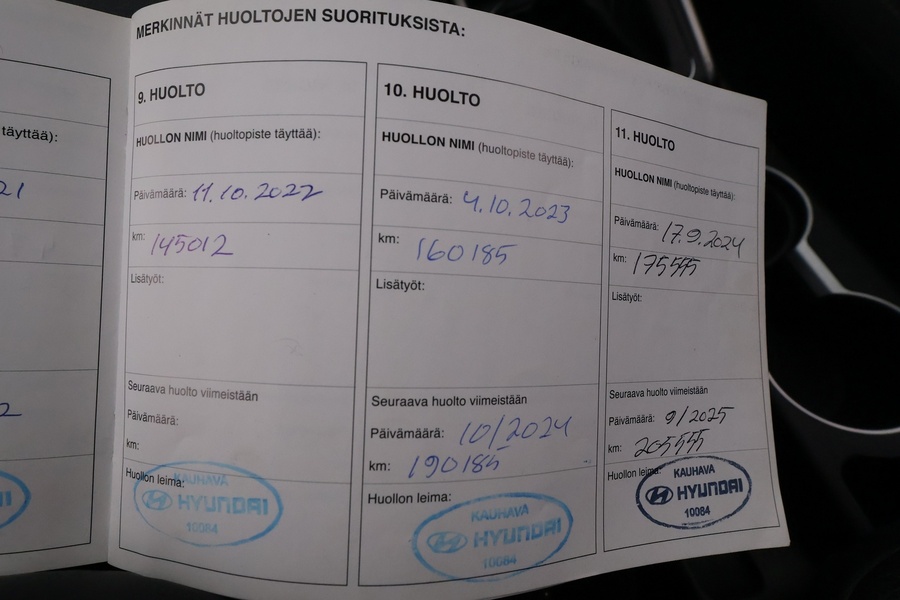 MERKINNÄT HUOLTOJEN SUORITUKSISTA:
täyttää):
21
2
9. HUOLTO
HUOLLON NIMI (huoltopiste täyttää):
Päivämäärä: 11.10.2022
km: 145012
Lisätyöt:
Seuraava huolto viimeistään
Päivämäärä:
km:
Huollon leima:
KAUHAVA
HYUNDAI
10084
10. HUOLTO
HUOLLON NIMI (huoltopiste täyttää):
Päivämäärä: 4.10.2023
km: 160185
Lisätyöt:
Seuraava huolto viimeistään
Päivämäärä: 10/2024
km: 190185
Huollon leima:
KAUHAVA
HYUNDAI
10084
11. HUOLTO
HUOLLON NIMI (huoltopiste täyttää):
Päivämäärä: 17.9.2024
km: 175555
Lisätyöt:
Seuraava huolto viimeistään
Päivämäärä: 9/2025
km: 205555
Huollon leima:
KAUHAVA
HYUNDAI
10084